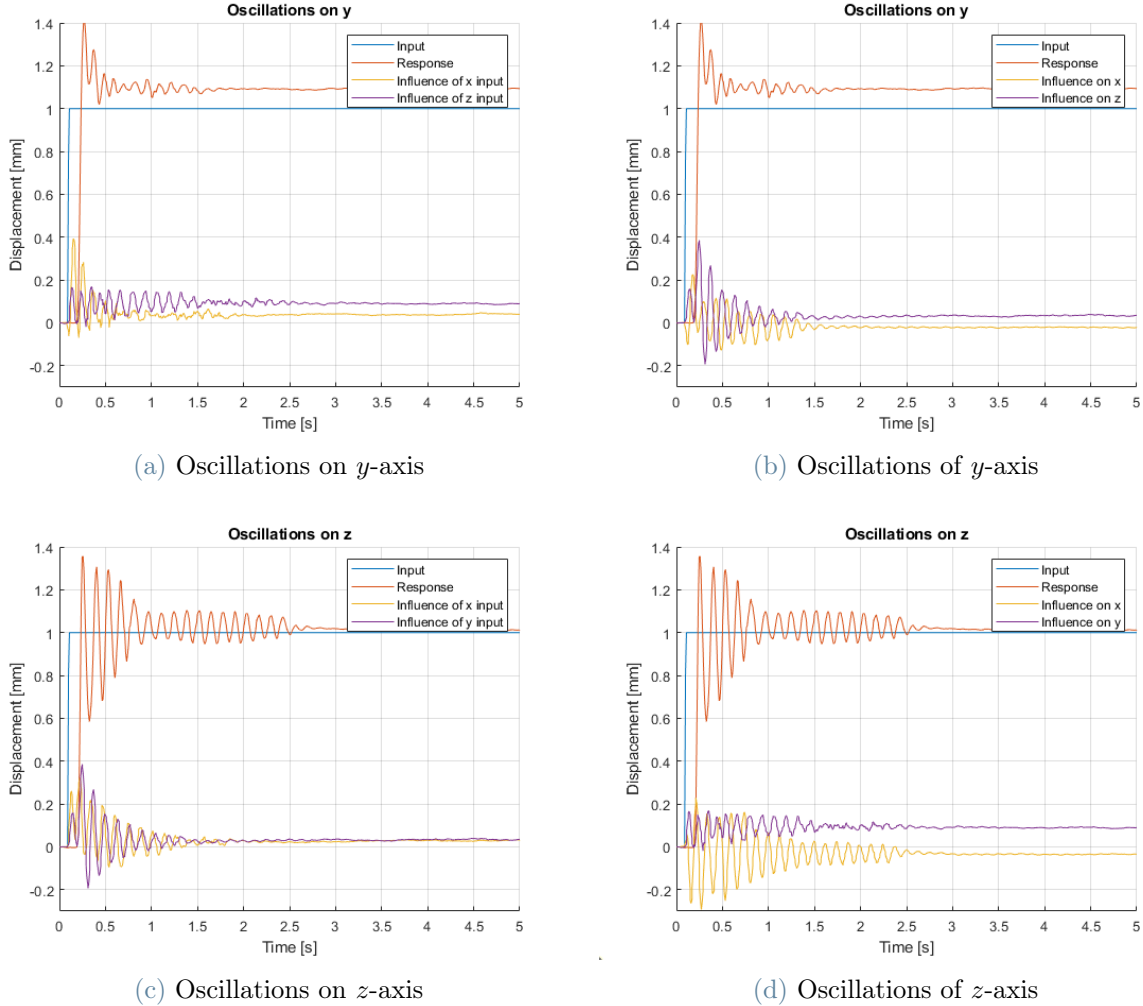 Oscillations on y
1.4
1.2
1
0.8
0.6
0.4
0.2
0
-0.2
Displacement [mm]
Input
Response
Influence of x input
Influence of z input
0 0.5 1 1.5 2 2.5 3 3.5 4 4.5 5
Time [s]
(a) Oscillations on y-axis
Oscillations on y
1.4
1.2
1
0.8
0.6
0.4
0.2
0
-0.2
Displacement [mm]
Input
Response
Influence on x
Influence on z
0 0.5 1 1.5 2 2.5 3 3.5 4 4.5 5
Time [s]
(b) Oscillations of y-axis
Oscillations on z
1.4
1.2
1
0.8
0.6
0.4
0.2
0
-0.2
Displacement [mm]
Input
Response
Influence of x input
Influence of y input
0 0.5 1 1.5 2 2.5 3 3.5 4 4.5 5
Time [s]
(c) Oscillations on z-axis
Oscillations on z
1.4
1.2
1
0.8
0.6
0.4
0.2
0
-0.2
Displacement [mm]
Input
Response
Influence on x
Influence on y
0 0.5 1 1.5 2 2.5 3 3.5 4 4.5 5
Time [s]
(d) Oscillations of z-axis